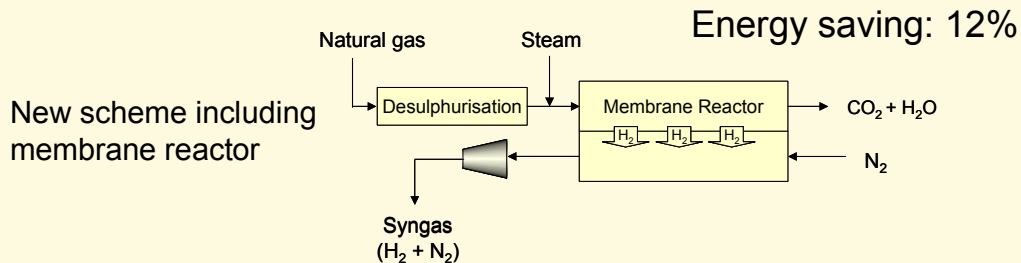 Energy saving: 12%
Natural gas
Steam
New scheme including
membrane reactor
Desulphurisation
Membrane Reactor
CO₂ + H₂O
H₂
H₂
H₂
N₂
Syngas
(H₂ + N₂)